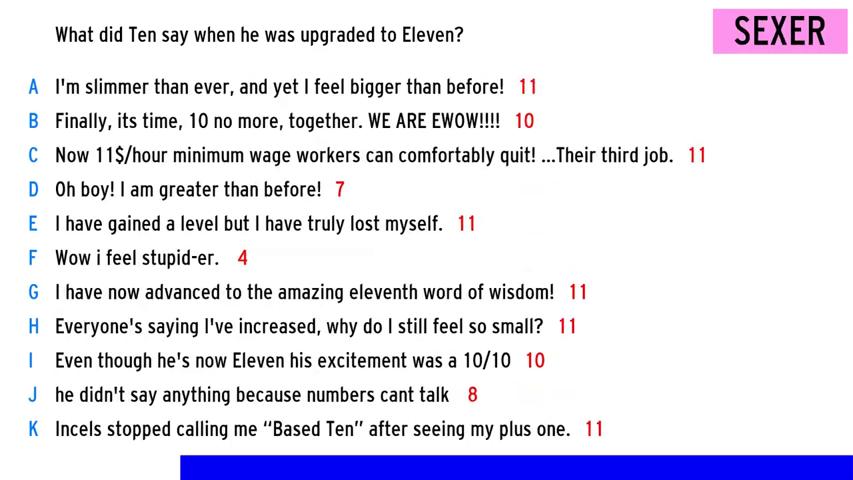 What did Ten say when he was upgraded to Eleven?
SEXER
A I'm slimmer than ever, and yet I feel bigger than before! 11
B Finally, its time, 10 no more, together. WE ARE EWOW!!!! 10
C Now 11$/hour minimum wage workers can comfortably quit! ...Their third job. 11
D Oh boy! I am greater than before! 7
E I have gained a level but I have truly lost myself. 11
F Wow i feel stupid-er. 4
G I have now advanced to the amazing eleventh word of wisdom! 11
H Everyone's saying I've increased, why do I still feel so small? 11
I Even though he's now Eleven his excitement was a 10/10 10
J he didn't say anything because numbers cant talk 8
K Incels stopped calling me “Based Ten” after seeing my plus one. 11